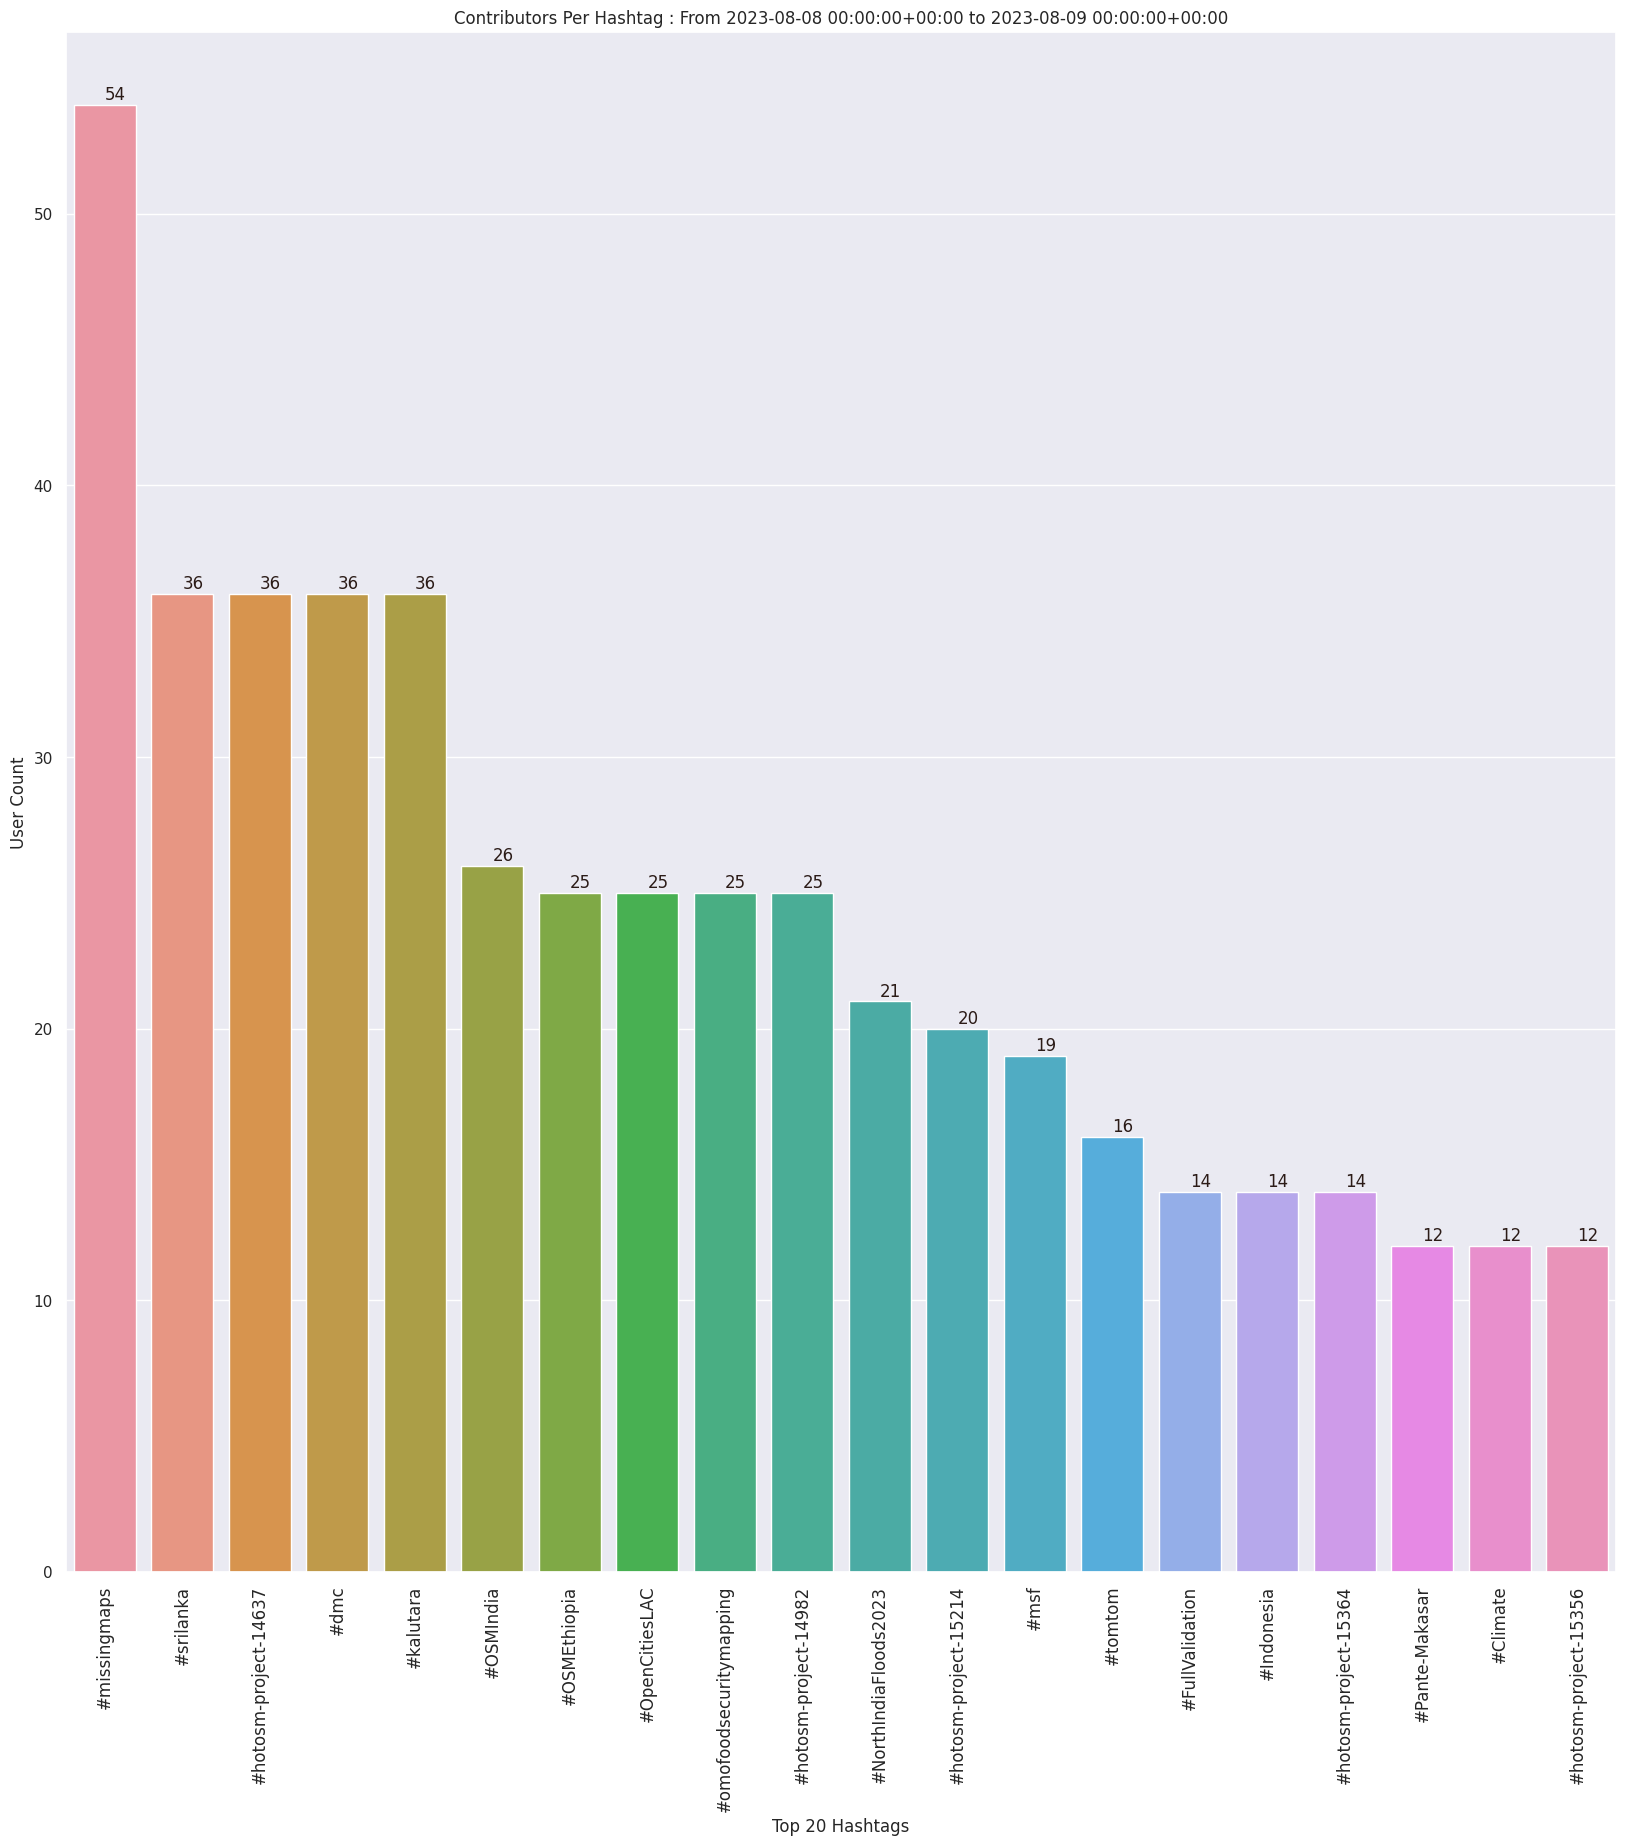 Contributors Per Hashtag : From 2023-08-08 00:00:00+00:00 to 2023-08-09 00:00:00+00:00
54
36
36
36
36
26
25
25
25
25
21
20
19
16
14
14
14
12
12
12
User Count
50
40
30
20
10
0
#missingmaps
#srilanka
#hotosm-project-14637
#dmc
#kalutara
#OSMIndia
#OSMEthiopia
#OpenCitiesLAC
#omofoodsecuritymapping
#hotosm-project-14982
#NorthIndiaFloods2023
#hotosm-project-15214
#msf
#tomtom
#FullValidation
#Indonesia
#hotosm-project-15364
#Pante-Makasar
#Climate
#hotosm-project-15356
Top 20 Hashtags